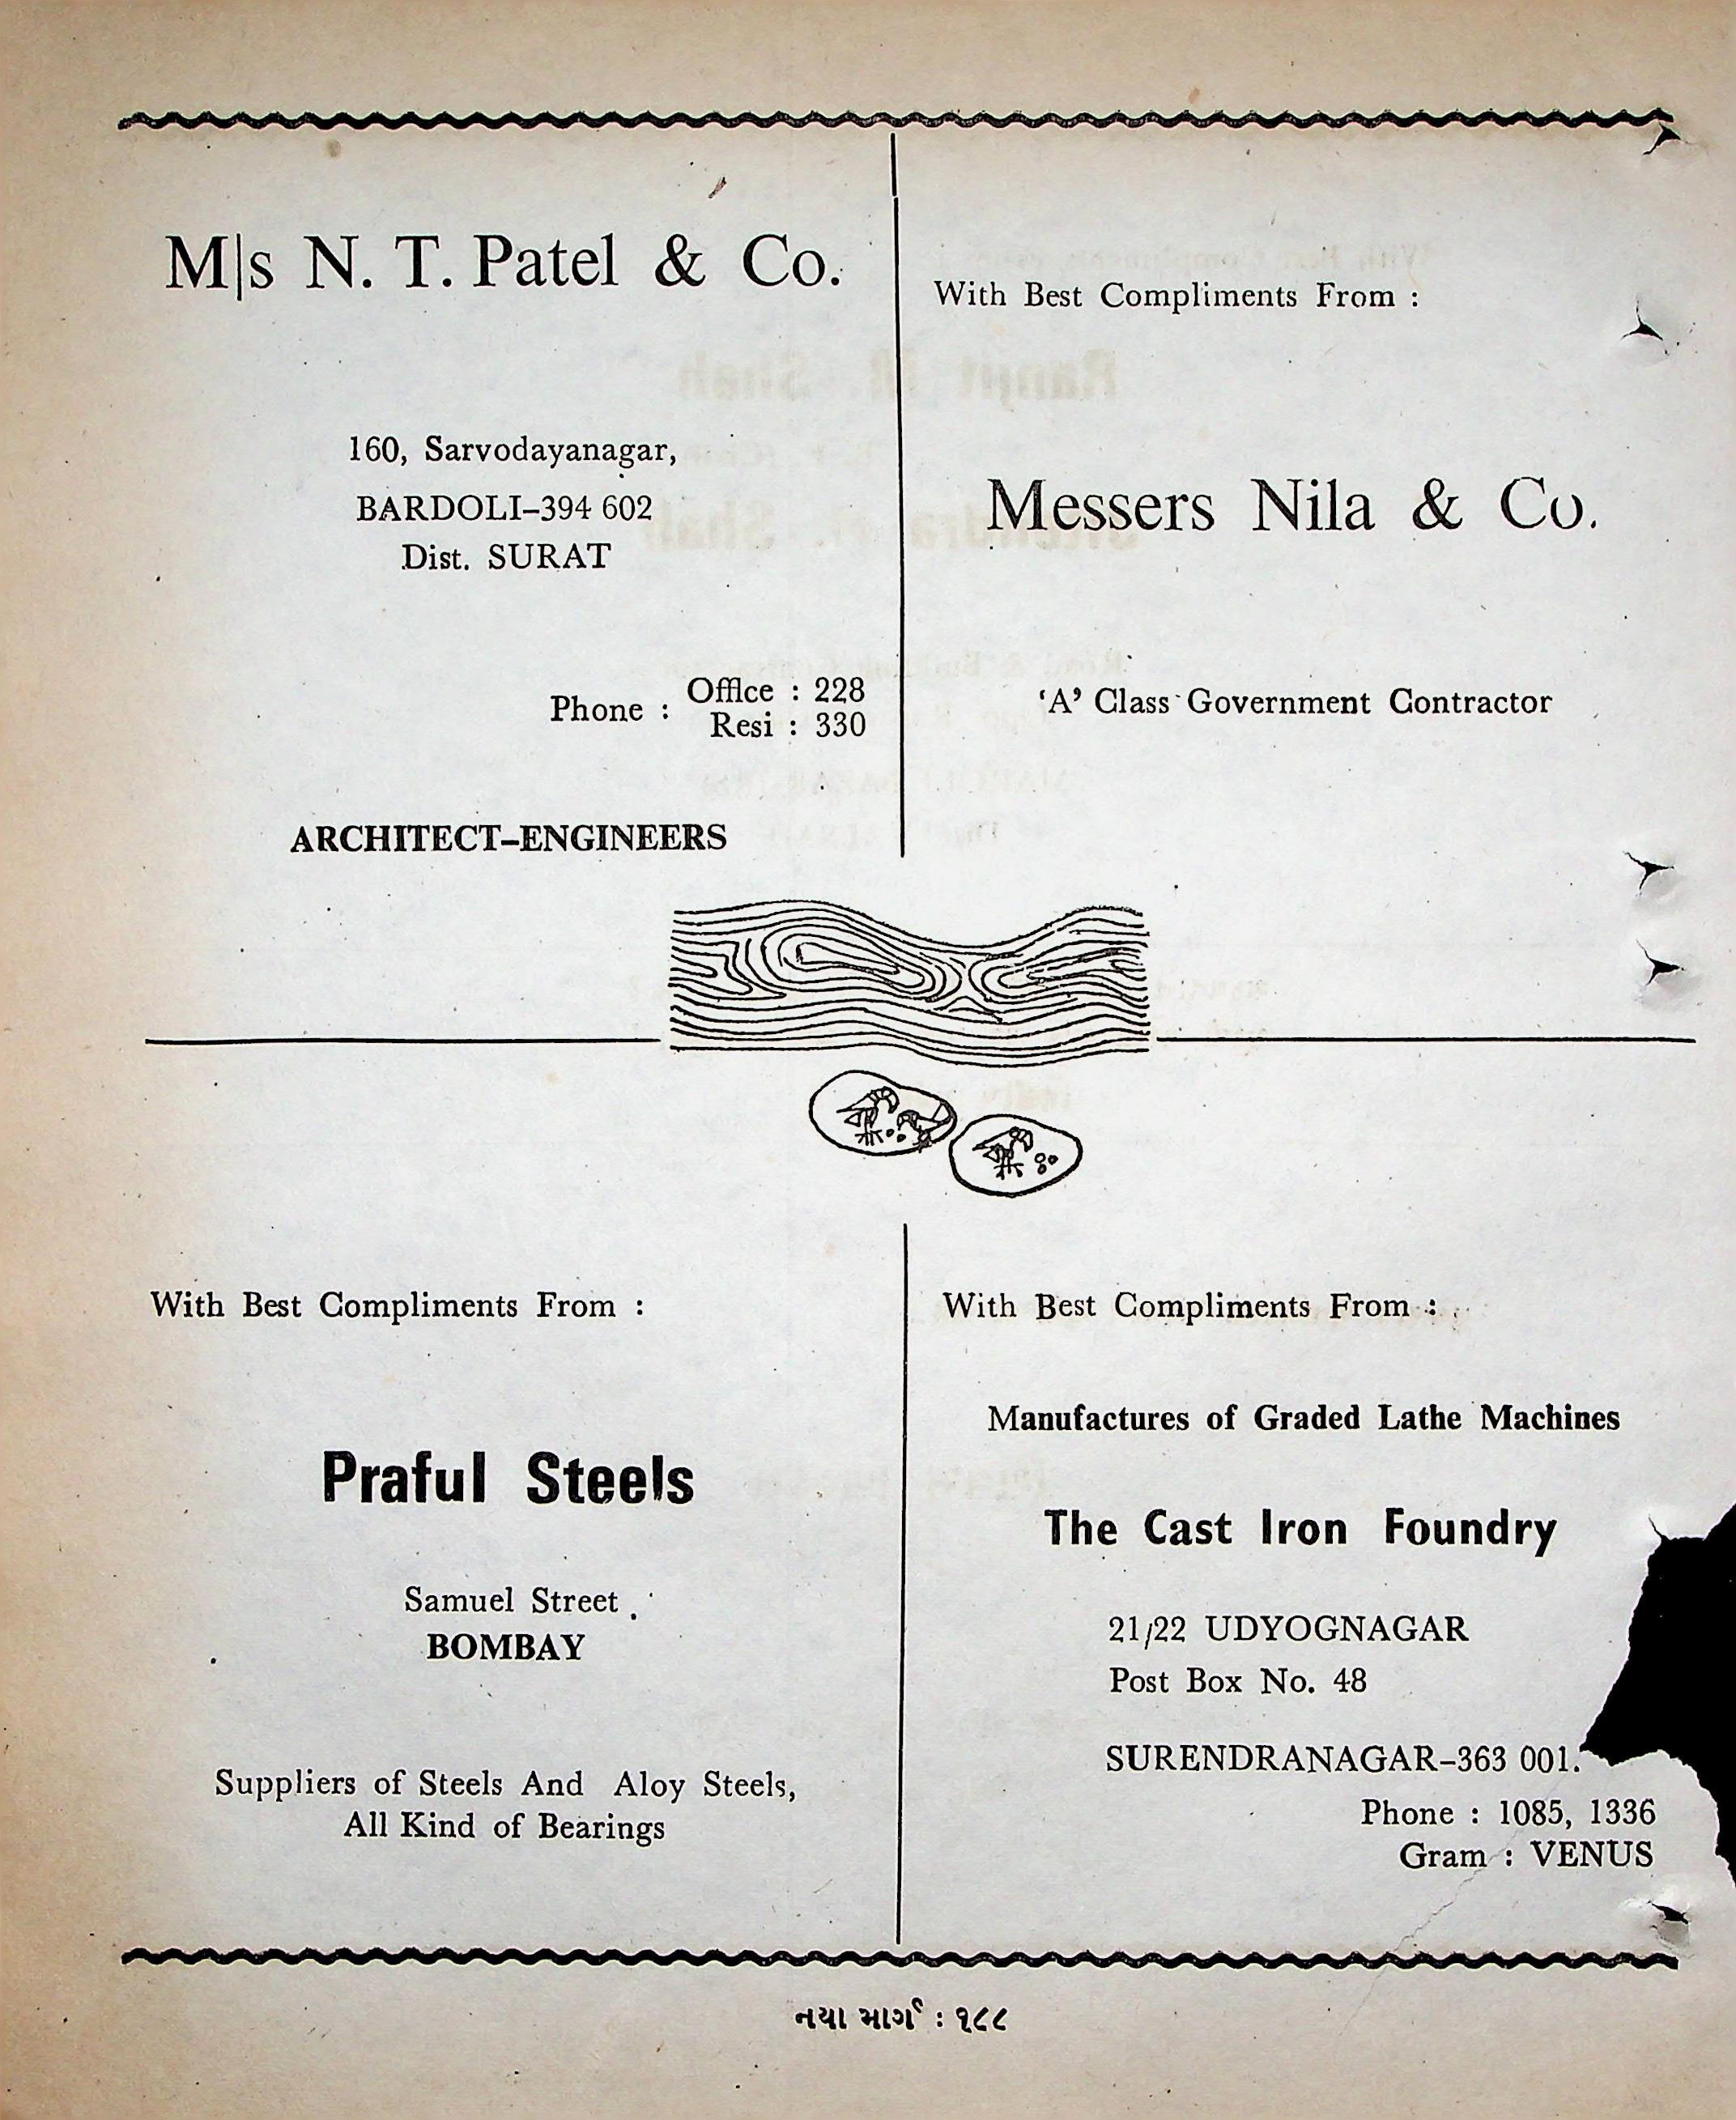 M|s N. T. Patel & Co.
160, Sarvodayanagar,
BARDOLI–394 602
Dist. SURAT
Phone : Office : 228
Resi : 330
ARCHITECT–ENGINEERS
With Best Compliments From :
Messers Nila & Co.
‘A’ Class Government Contractor
With Best Compliments From :
Praful Steels
Samuel Street
BOMBAY
Suppliers of Steels And Aloy Steels,
All Kind of Bearings
With Best Compliments From :
Manufactures of Graded Lathe Machines
The Cast Iron Foundry
21/22 UDYOGNAGAR
Post Box No. 48
SURENDRANAGAR–363 001.
Phone : 1085, 1336
Gram : VENUS
નયા માર્ગ : ૧૮૮